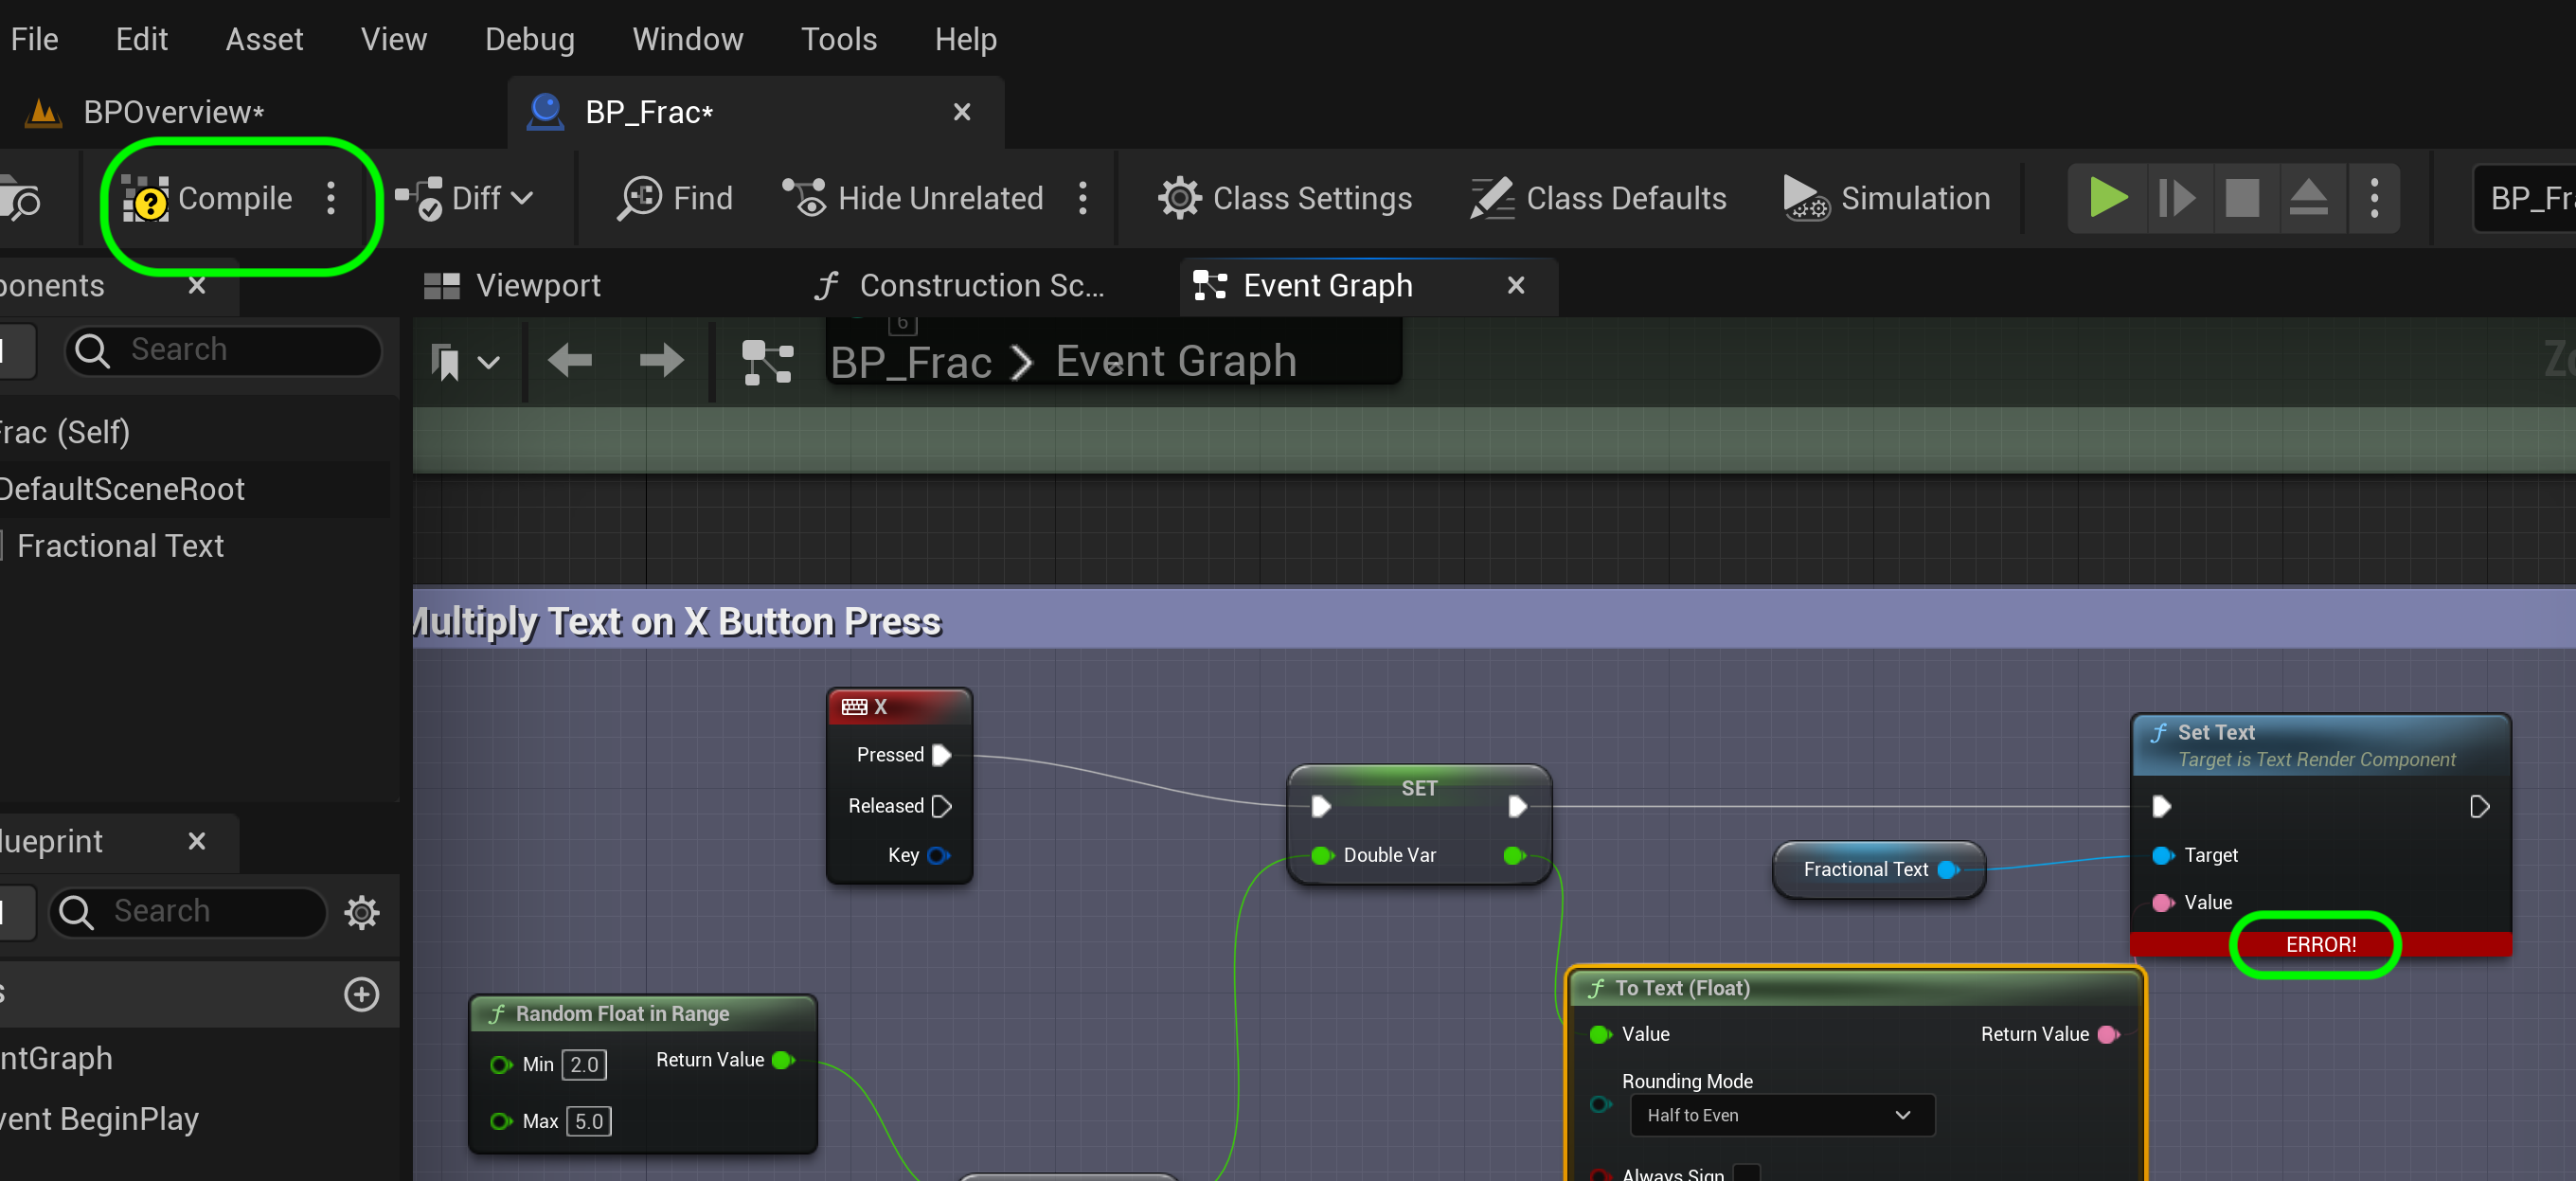 File Edit Asset View Debug Window Tools Help
BPOverview* BP_Frac*
Compile Diff Find Hide Unrelated Class Settings Class Defaults Simulation BP_Fra
ponents Viewport Construction Sc... Event Graph
Search
6
BP_Frac > Event Graph Zo
Frac (Self)
DefaultSceneRoot
Fractional Text
Multiply Text on X Button Press
X
Pressed
Released
Key
SET
Double Var
Fractional Text
Set Text
Target is Text Render Component
Target
Value
ERROR!
lueprint
Search
s
ntGraph
vent BeginPlay
Random Float in Range
Min 2.0 Return Value
Max 5.0
To Text (Float)
Value Return Value
Rounding Mode
Half to Even
Always Sign